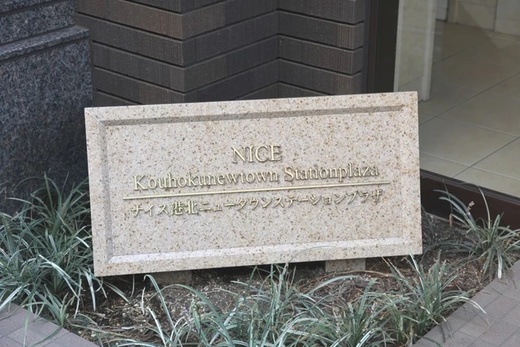 NICE
Kouhokunewtown Stationplaza
ナイス港北ニュータウンステーションプラザ